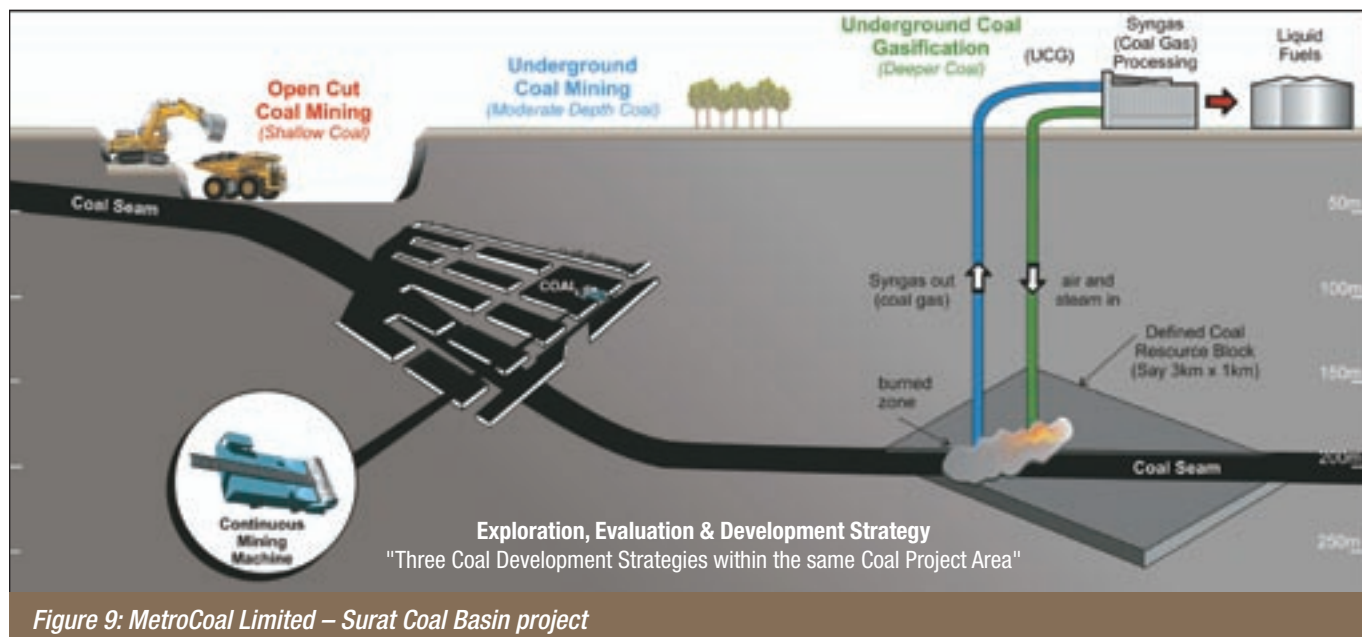 Open Cut
Coal Mining
(Shallow Coal)
Underground
Coal Mining
(Moderate Depth Coal)
Underground Coal
Gasification
(Deeper Coal)
(UCG)
Syngas
(Coal Gas)
Processing
Liquid
Fuels
Coal Seam
50m
COAL
Syngas out
(coal gas)
air and
steam in
100m
Defined Coal
Resource Block
(Say 3km x 1km)
150m
burned
zone
Coal Seam
200m
Continuous
Mining
Machine
250m
Exploration, Evaluation & Development Strategy
"Three Coal Development Strategies within the same Coal Project Area"
Figure 9: MetroCoal Limited – Surat Coal Basin project